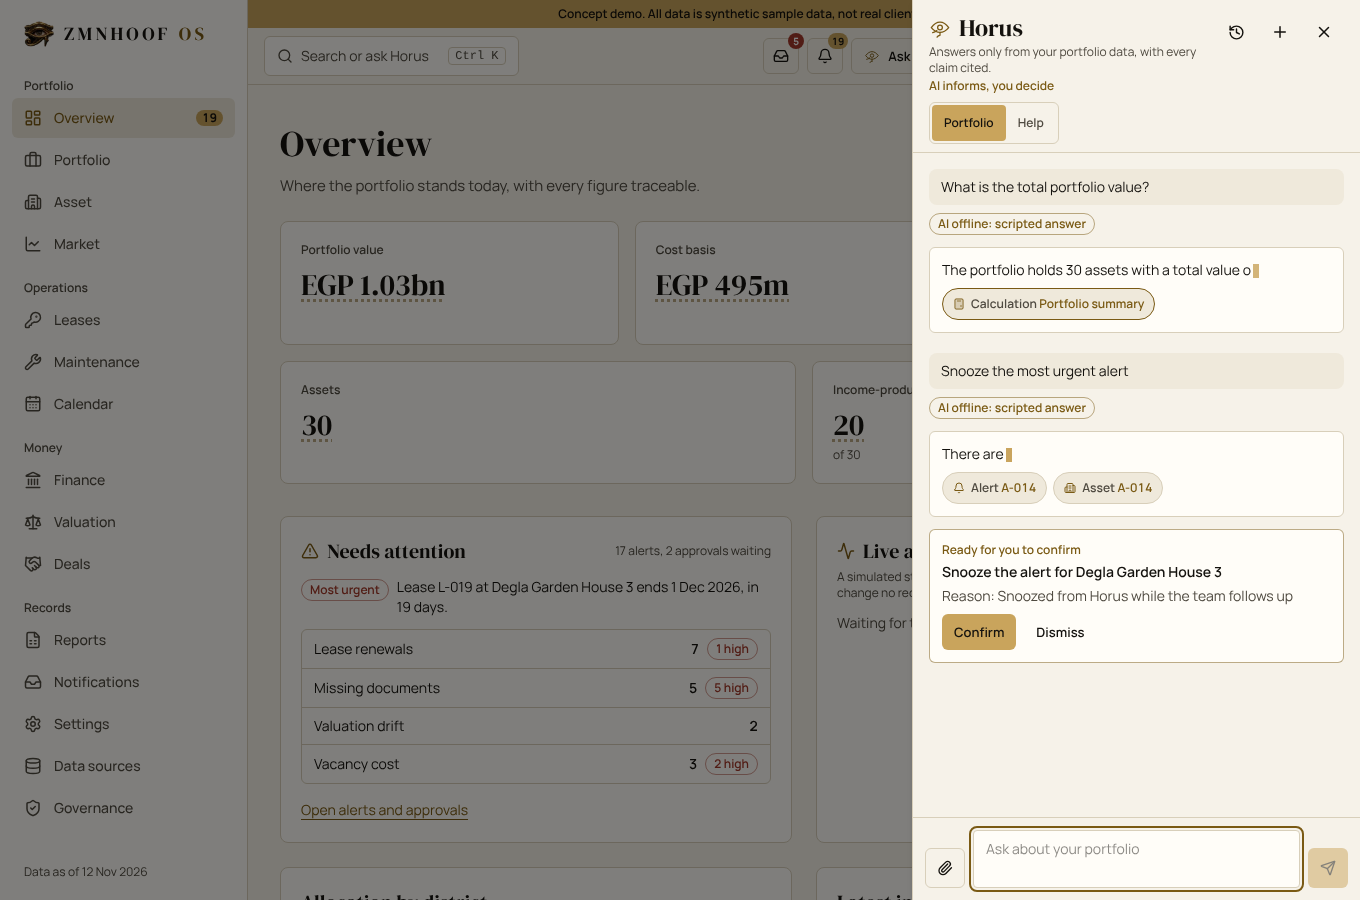 ZMNHOOF OS
Portfolio
Overview 19
Portfolio
Asset
Market
Operations
Leases
Maintenance
Calendar
Money
Finance
Valuation
Deals
Records
Reports
Notifications
Settings
Data sources
Governance
Data as of 12 Nov 2026
Concept demo. All data is synthetic sample data, not real clien
Search or ask Horus Ctrl K
5
19
Ask
Overview
Where the portfolio stands today, with every figure traceable.
Portfolio value
EGP 1.03bn
Cost basis
EGP 495m
Assets
30
Income-produ
20
of 30
Needs attention
17 alerts, 2 approvals waiting
Most urgent
Lease L-019 at Degla Garden House 3 ends 1 Dec 2026, in
19 days.
Lease renewals 7 1 high
Missing documents 5 5 high
Valuation drift 2
Vacancy cost 3 2 high
Open alerts and approvals
Live a
A simulated st
change no rec
Waiting for t
Allocation by district
Latest in
Horus
Answers only from your portfolio data, with every
claim cited.
AI informs, you decide
Portfolio Help
What is the total portfolio value?
AI offline: scripted answer
The portfolio holds 30 assets with a total value o
Calculation Portfolio summary
Snooze the most urgent alert
AI offline: scripted answer
There are
Alert A-014 Asset A-014
Ready for you to confirm
Snooze the alert for Degla Garden House 3
Reason: Snoozed from Horus while the team follows up
Confirm Dismiss
Ask about your portfolio